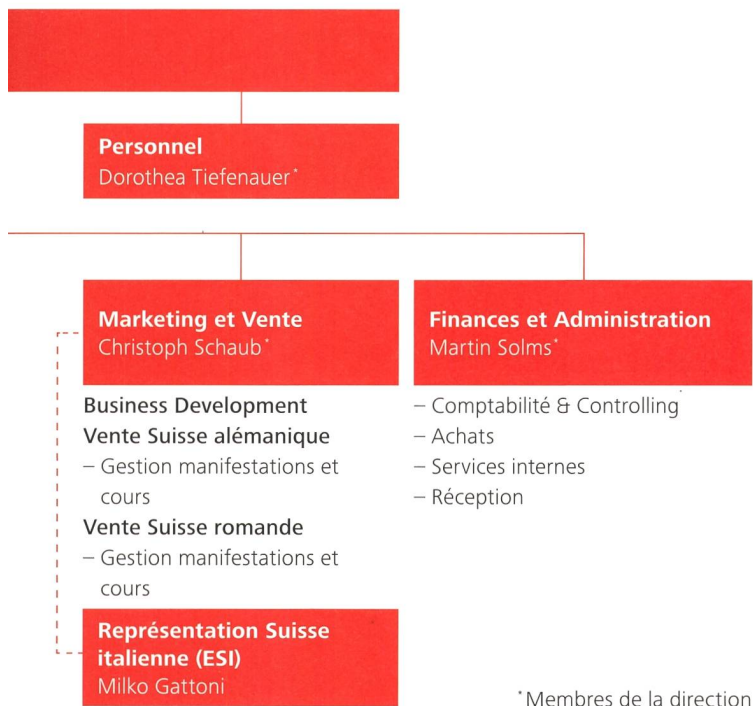 Personnel
Dorothea Tiefenauer*
Marketing et Vente
Christoph Schaub*
Business Development
Vente Suisse alémanique
– Gestion manifestations et
cours
Vente Suisse romande
– Gestion manifestations et
cours
Représentation Suisse
italienne (ESI)
Milko Gattoni
Finances et Administration
Martin Solms*
– Comptabilité & Controlling
– Achats
– Services internes
– Réception
*Membres de la direction